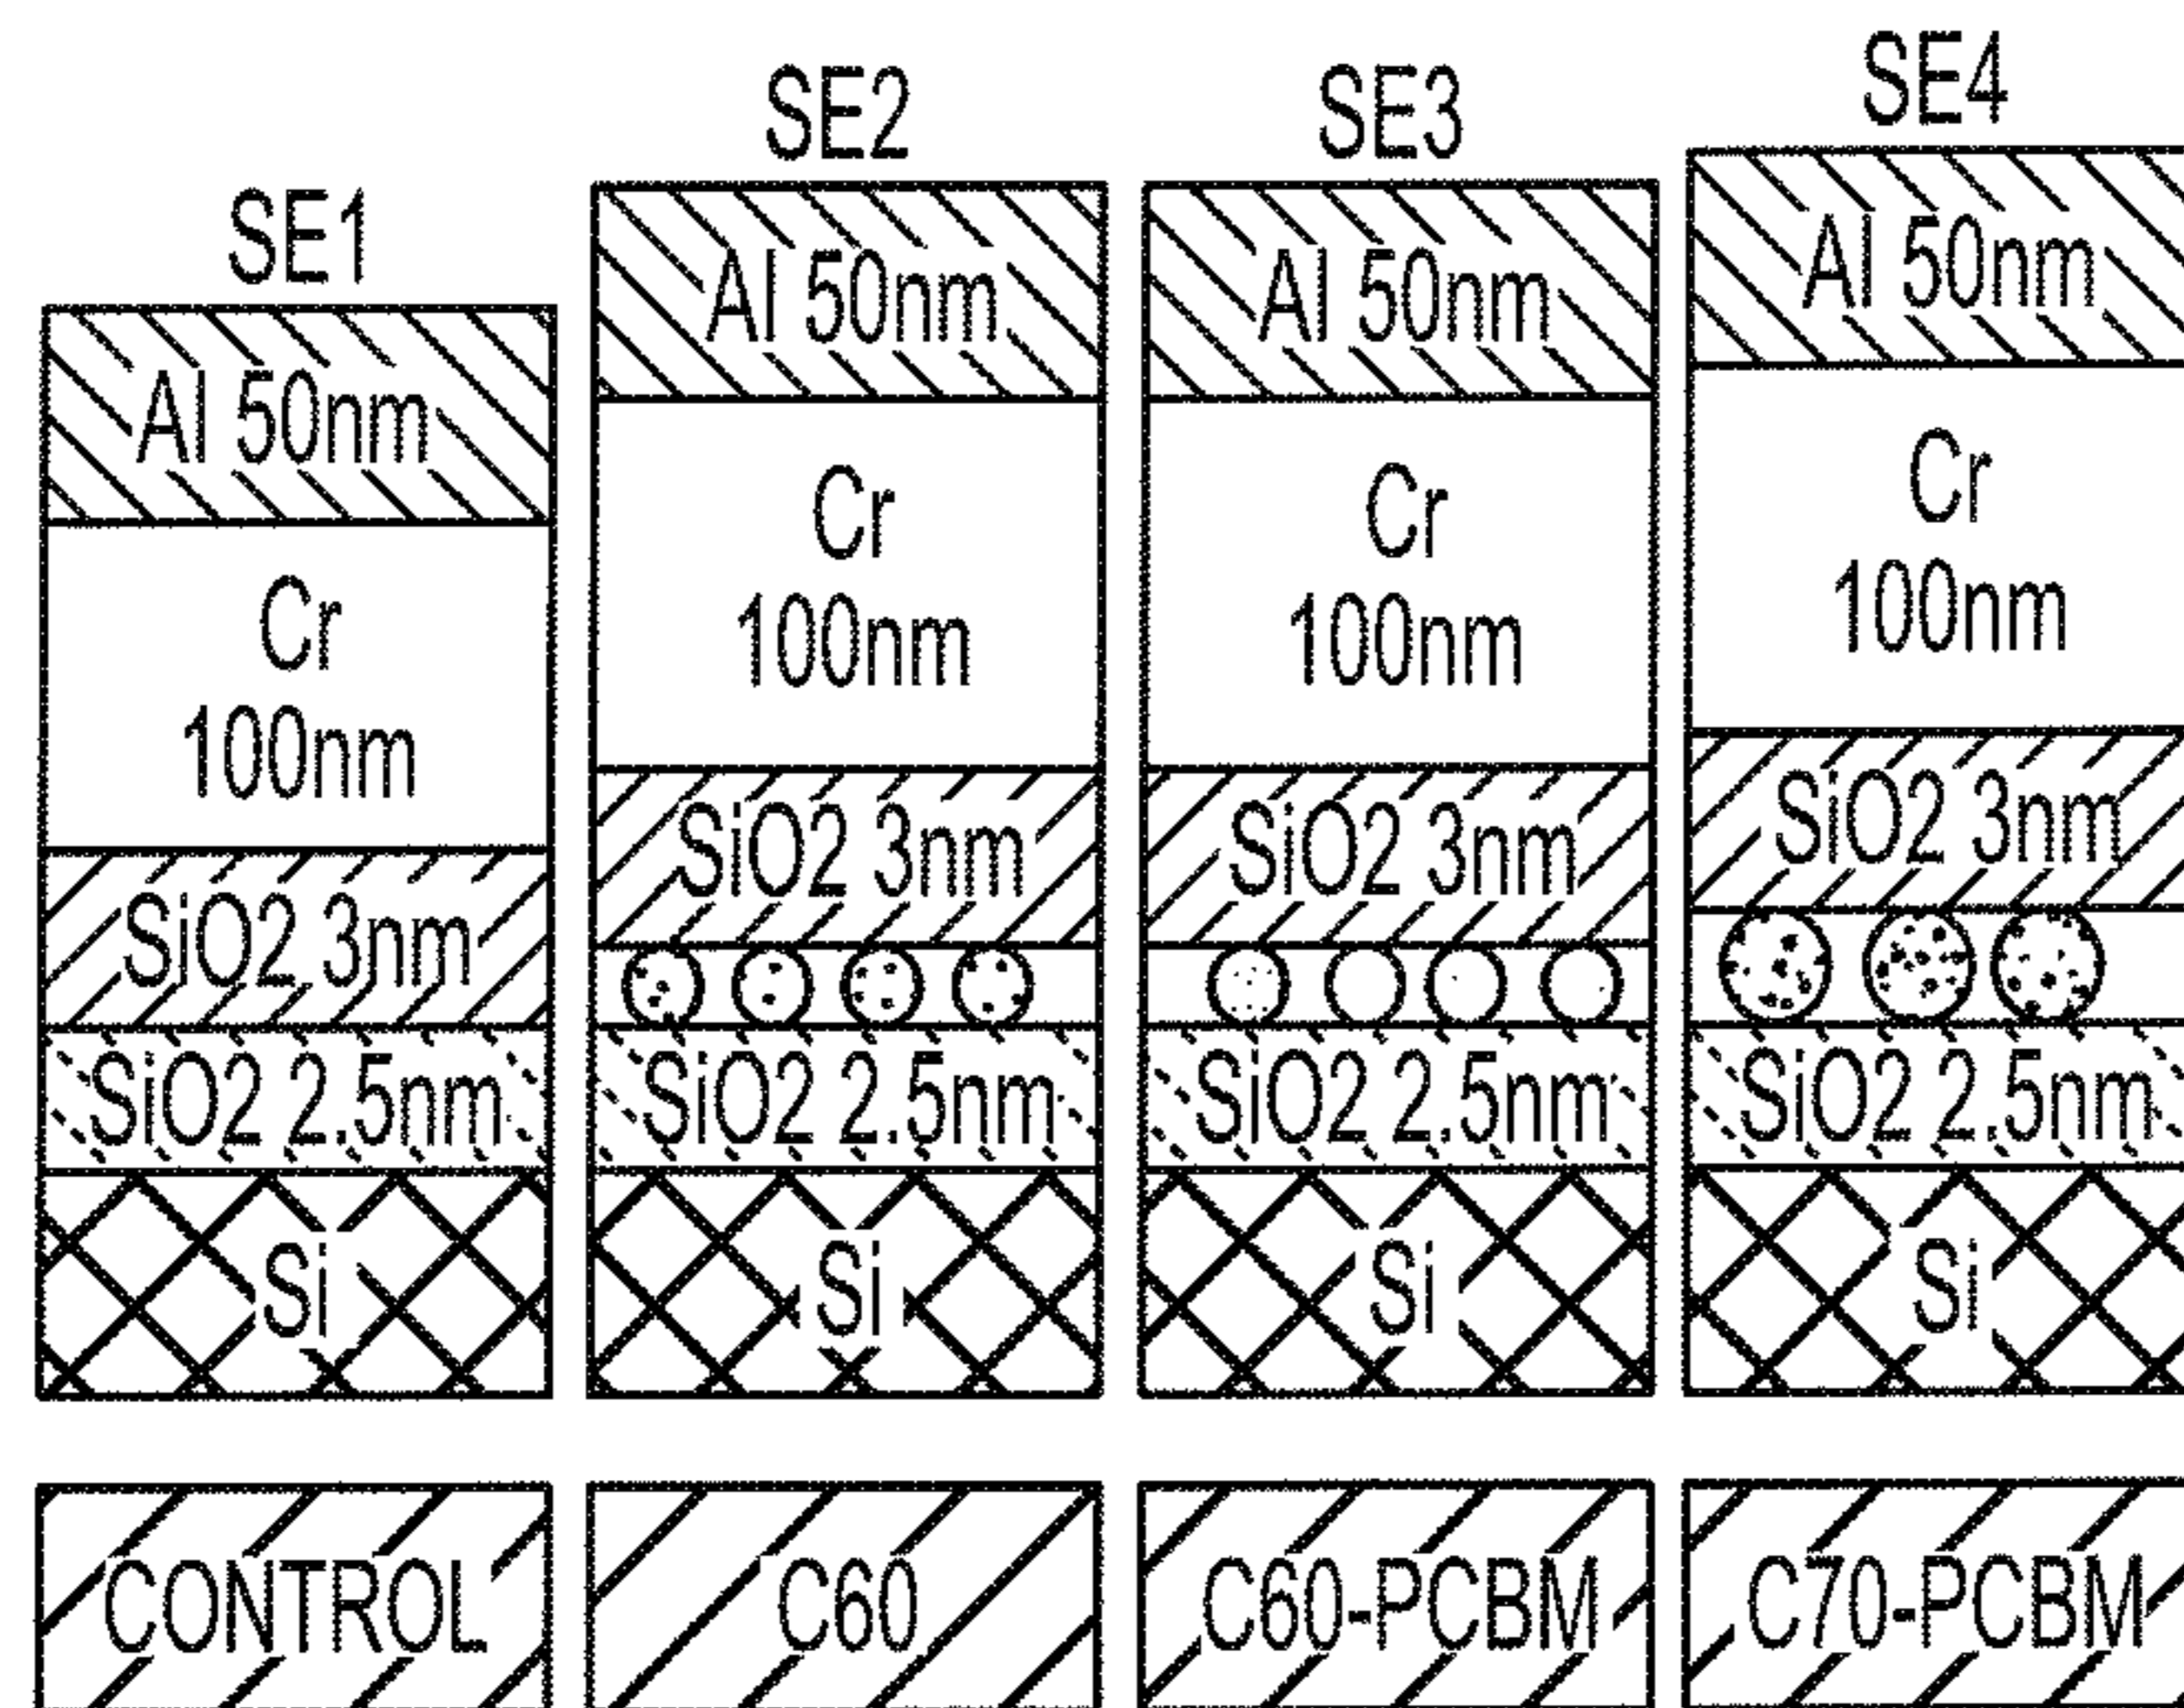 SE1
Al 50nm
Cr
100nm
SiO2 3nm
SiO2 2.5nm
Si
CONTROL
SE2
Al 50nm
Cr
100nm
SiO2 3nm
SiO2 2.5nm
Si
C60
SE3
Al 50nm
Cr
100nm
SiO2 3nm
SiO2 2.5nm
Si
C60-PCBM
SE4
Al 50nm
Cr
100nm
SiO2 3nm
SiO2 2.5nm
Si
C70-PCBM